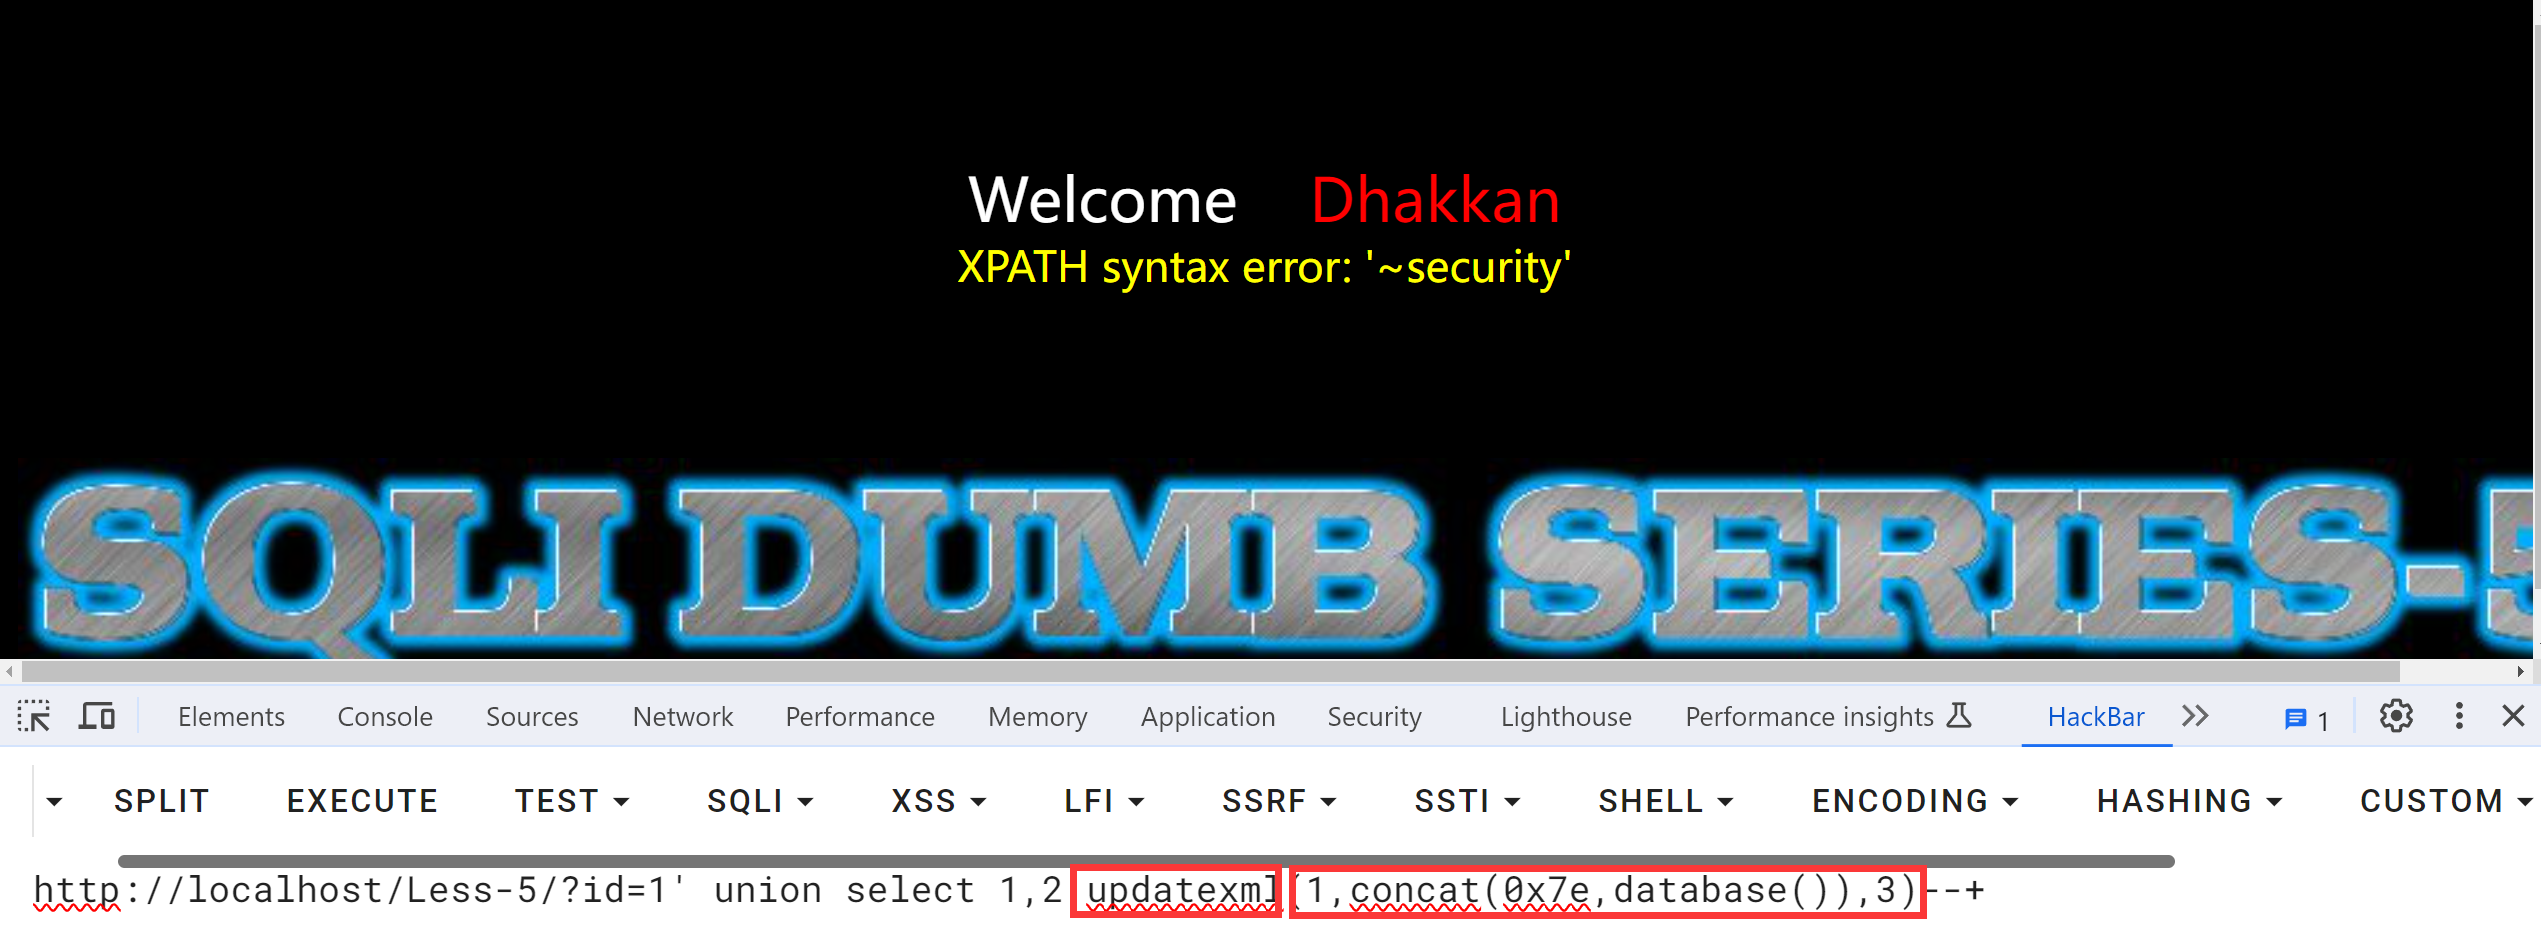 Welcome Dhakkan
XPATH syntax error: '~security'
SQLI DUMB SERIES-5
Elements Console Sources Network Performance Memory Application Security Lighthouse Performance insights HackBar 1
SPLIT EXECUTE TEST SQLI XSS LFI SSRF SSTI SHELL ENCODING HASHING CUSTOM
http://localhost/Less-5/?id=1' union select 1,2 updatexml(1,concat(0x7e,database()),3)--+